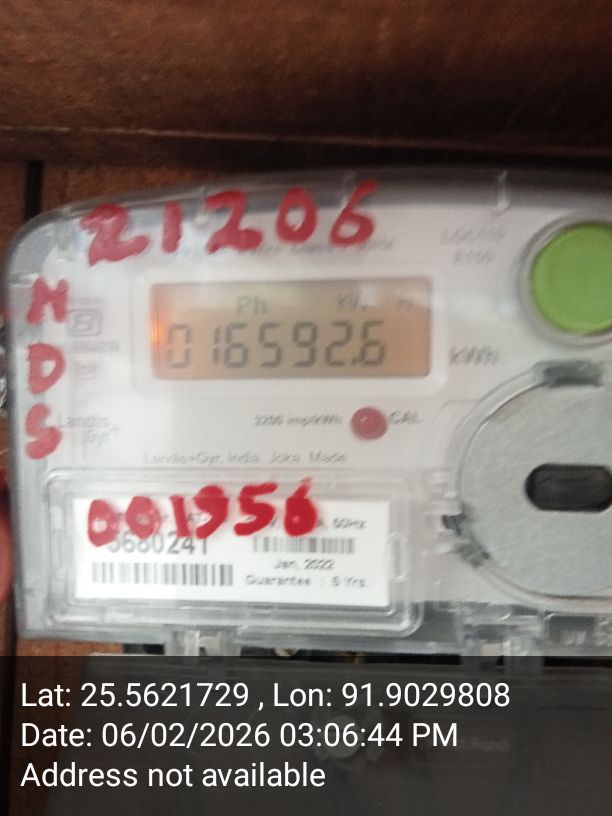 21206
N
D
S
Ph
016592.6
kWh
3200 imp/kWh
CAL
Landis
Gyr+
Landis+Gyr, India, Joka, Made
001956
5680241
50Hz
Jan, 2022
Guarantee : 5 Yrs
Lat: 25.5621729 , Lon: 91.9029808
Date: 06/02/2026 03:06:44 PM
Address not available